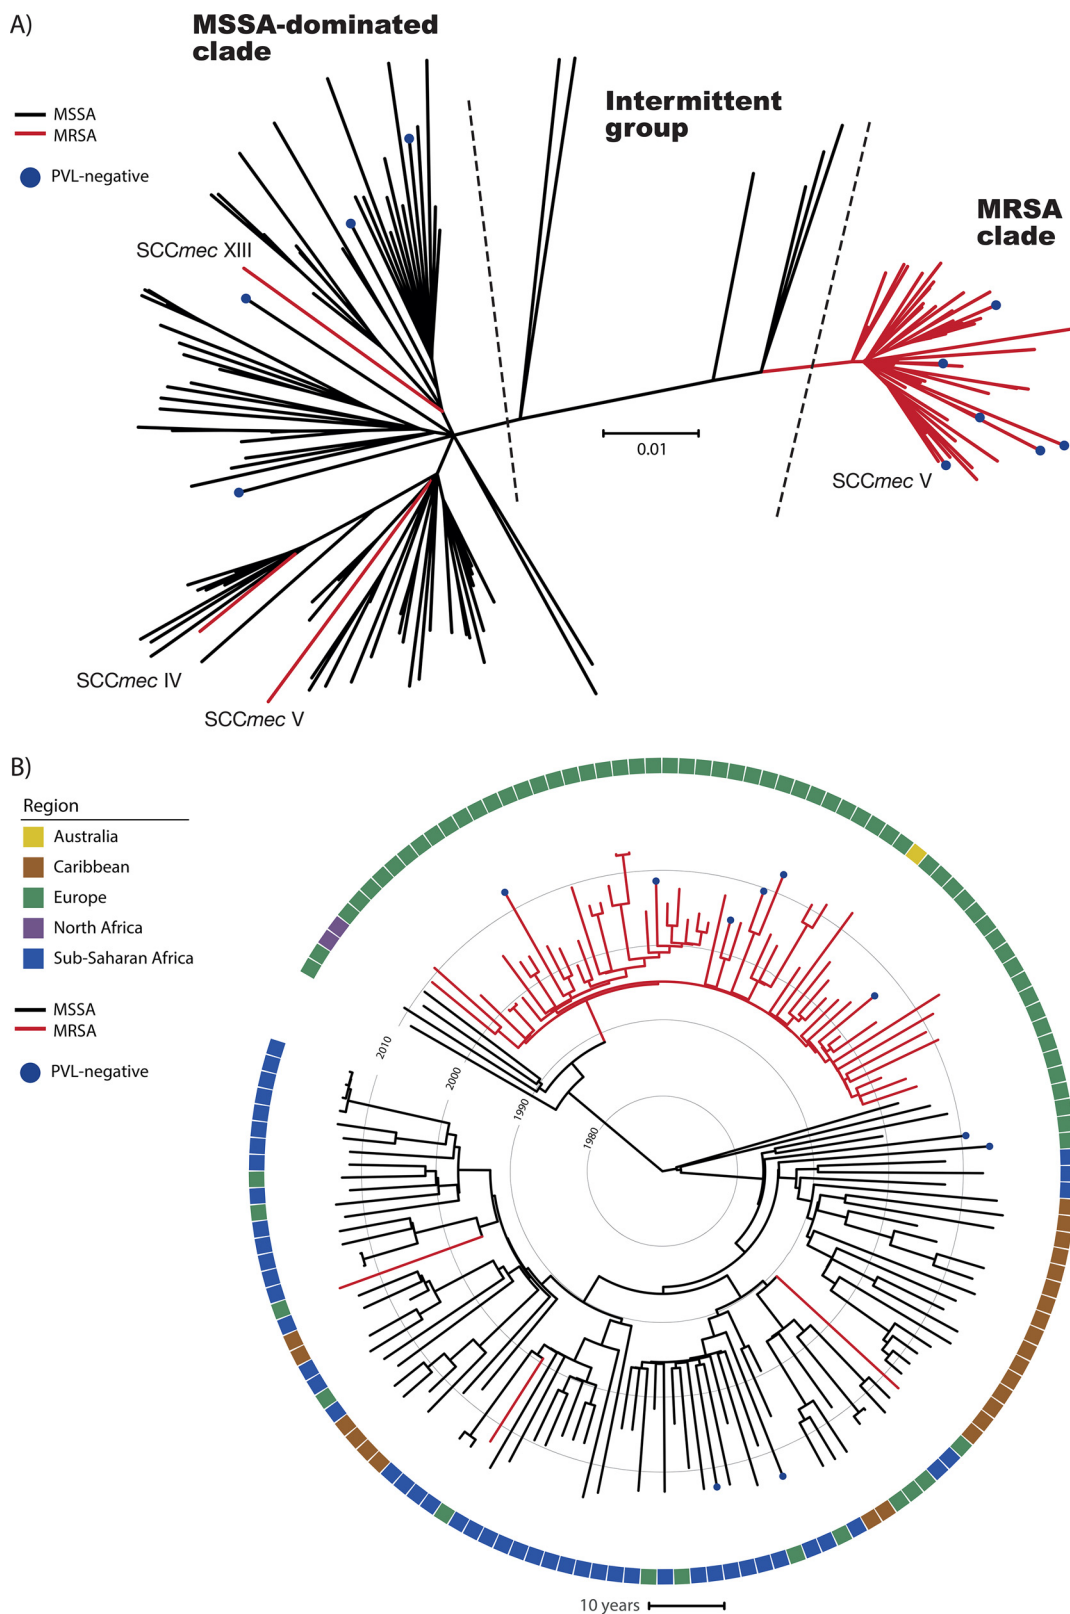 A)
MSSA-dominated
clade
MSSA
MRSA
PVL-negative
Intermittent
group
MRSA
clade
SCCmec XIII
0.01
SCCmec V
SCCmec IV
SCCmec V
B)
Region
Australia
Caribbean
Europe
North Africa
Sub-Saharan Africa
MSSA
MRSA
PVL-negative
2010
2000
1990
1980
10 years